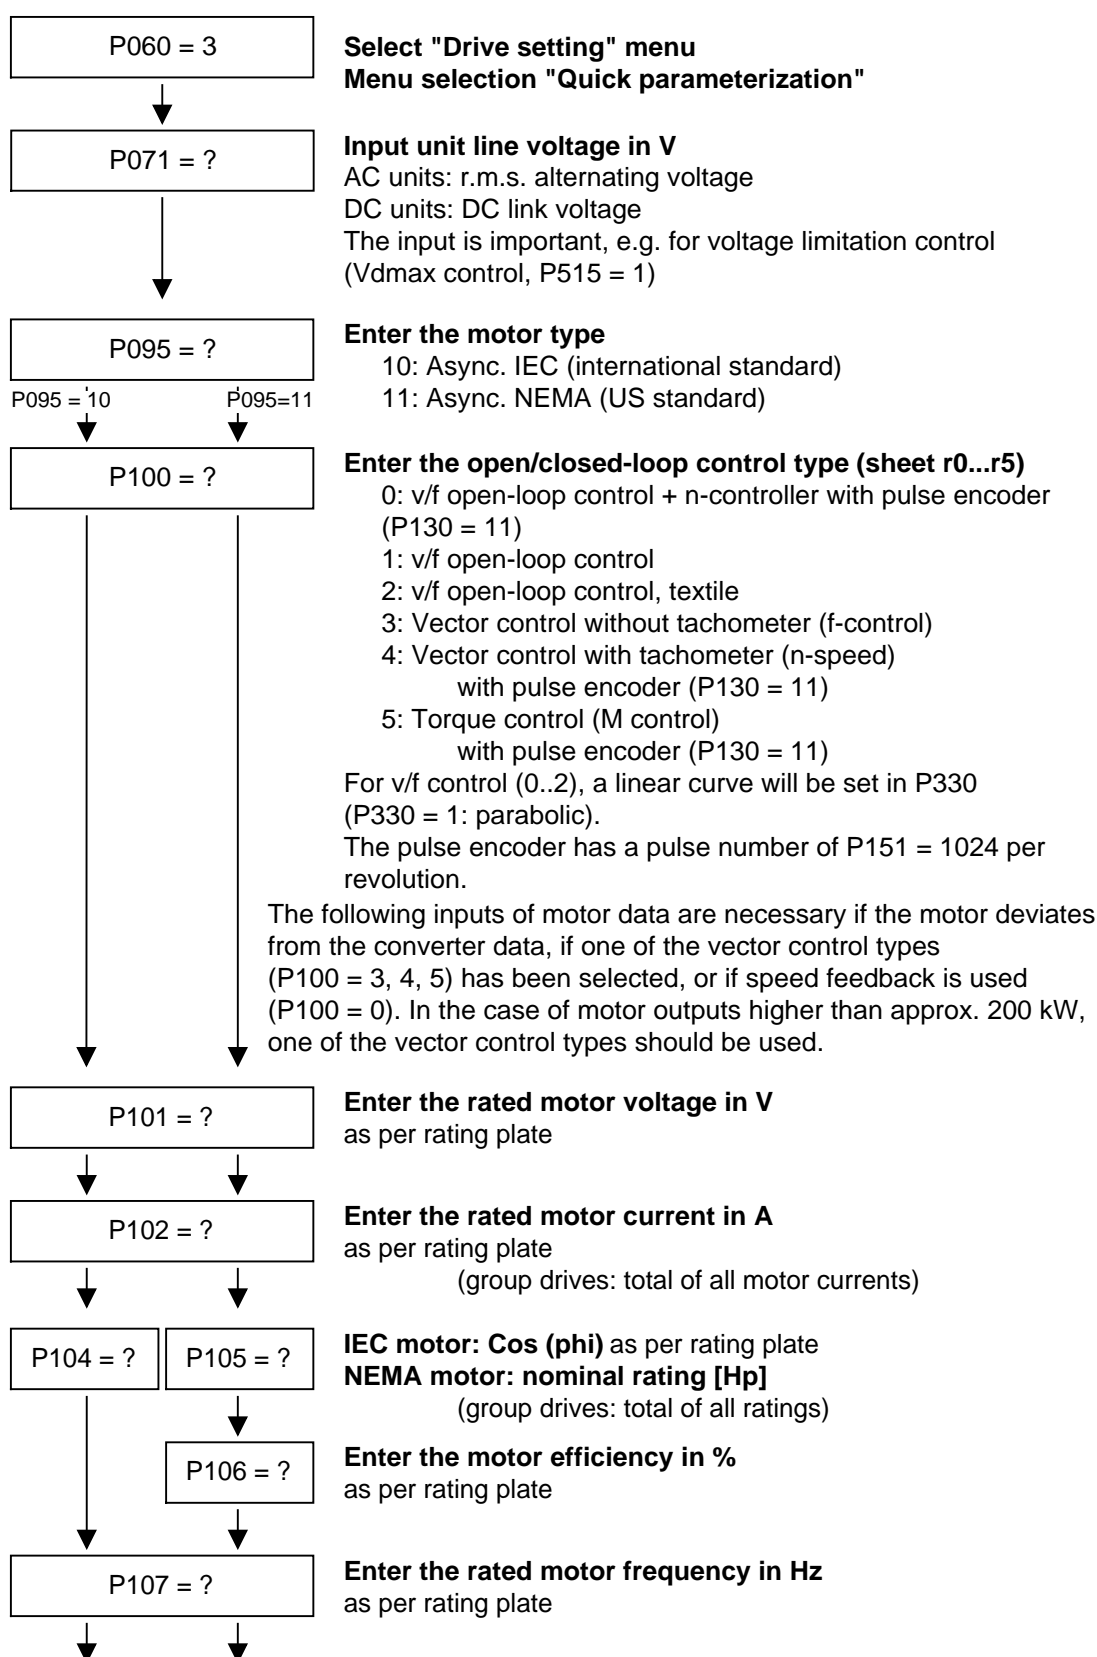 P060 = 3
Select "Drive setting" menu
Menu selection "Quick parameterization"
P071 = ?
Input unit line voltage in V
AC units: r.m.s. alternating voltage
DC units: DC link voltage
The input is important, e.g. for voltage limitation control
(Vdmax control, P515 = 1)
P095 = ?
Enter the motor type
10: Async. IEC (international standard)
11: Async. NEMA (US standard)
P095 = 10 P095=11
P100 = ?
Enter the open/closed-loop control type (sheet r0...r5)
0: v/f open-loop control + n-controller with pulse encoder
(P130 = 11)
1: v/f open-loop control
2: v/f open-loop control, textile
3: Vector control without tachometer (f-control)
4: Vector control with tachometer (n-speed)
with pulse encoder (P130 = 11)
5: Torque control (M control)
with pulse encoder (P130 = 11)
For v/f control (0..2), a linear curve will be set in P330
(P330 = 1: parabolic).
The pulse encoder has a pulse number of P151 = 1024 per
revolution.
The following inputs of motor data are necessary if the motor deviates
from the converter data, if one of the vector control types
(P100 = 3, 4, 5) has been selected, or if speed feedback is used
(P100 = 0). In the case of motor outputs higher than approx. 200 kW,
one of the vector control types should be used.
P101 = ?
Enter the rated motor voltage in V
as per rating plate
P102 = ?
Enter the rated motor current in A
as per rating plate
(group drives: total of all motor currents)
P104 = ? P105 = ?
IEC motor: Cos (phi) as per rating plate
NEMA motor: nominal rating [Hp]
(group drives: total of all ratings)
P106 = ?
Enter the motor efficiency in %
as per rating plate
P107 = ?
Enter the rated motor frequency in Hz
as per rating plate